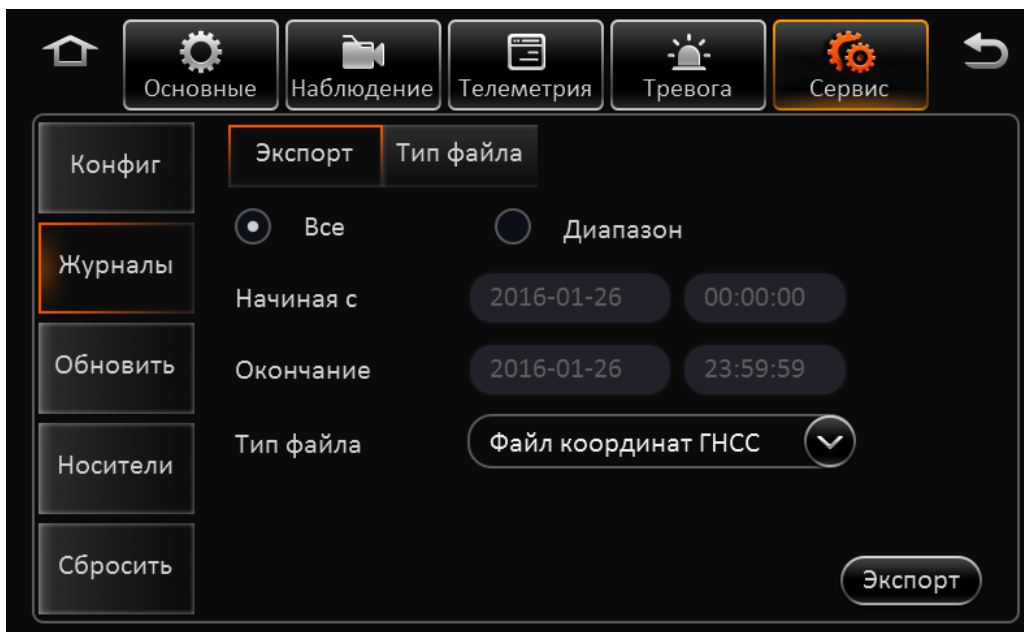 Основные Наблюдение Телеметрия Тревога Сервис
Конфиг
Журналы
Обновить
Носители
Сбросить
Экспорт Тип файла
Все Диапазон
Начиная с 2016-01-26 00:00:00
Окончание 2016-01-26 23:59:59
Тип файла Файл координат ГНСС
Экспорт